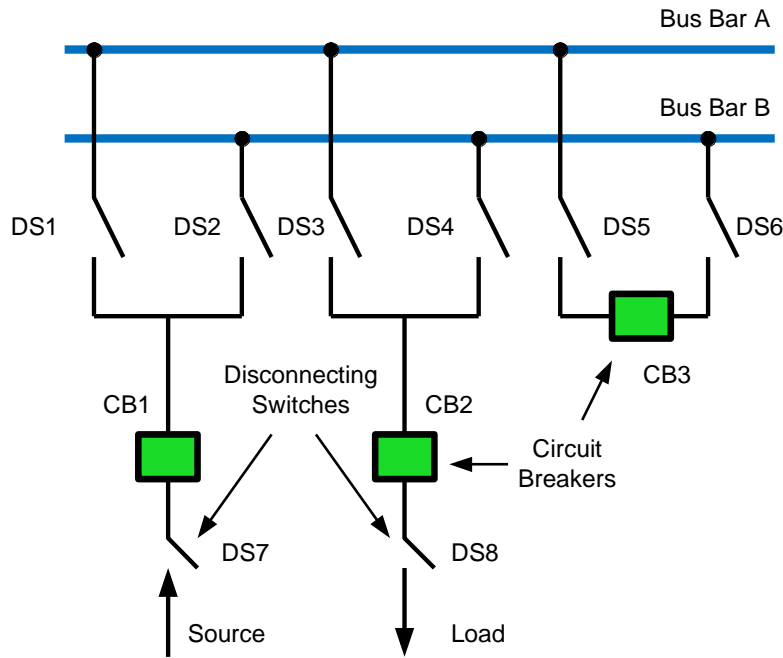 Bus Bar A
Bus Bar B
DS1
DS2
DS3
DS4
DS5
DS6
CB3
Disconnecting
Switches
CB1
CB2
Circuit
Breakers
DS7
DS8
Source
Load